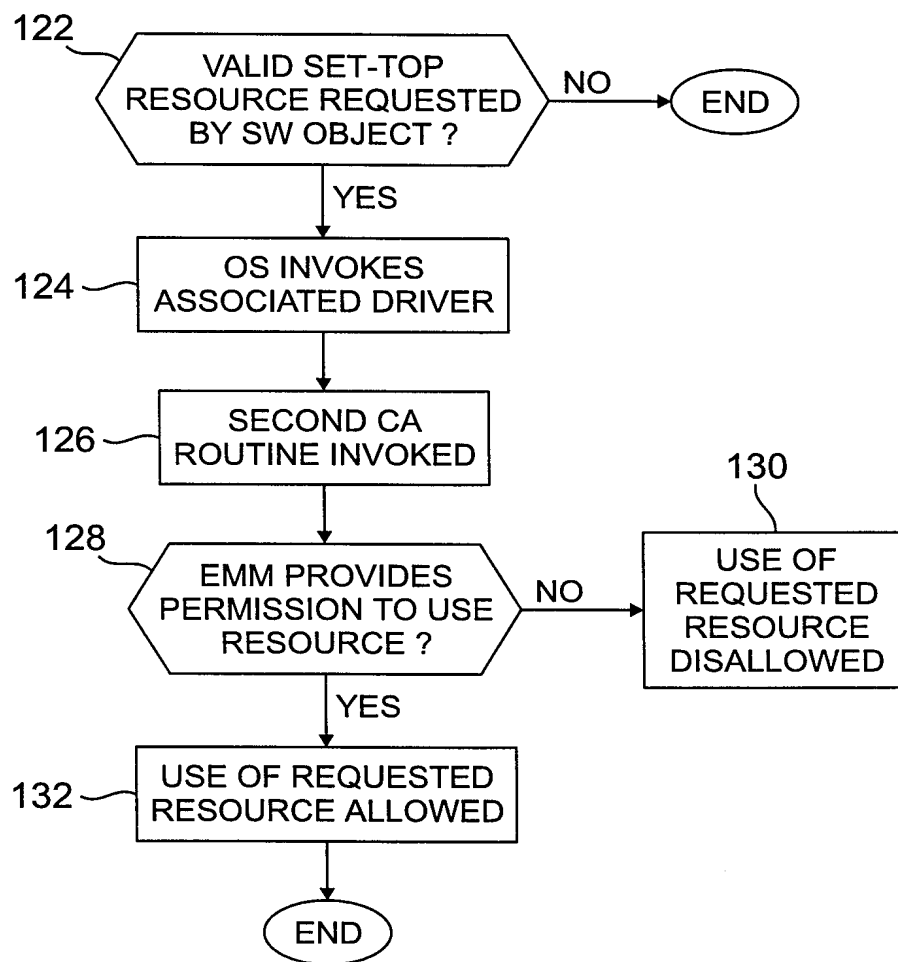 122
VALID SET-TOP
RESOURCE REQUESTED
BY SW OBJECT ?
NO
END
YES
124
OS INVOKES
ASSOCIATED DRIVER
126
SECOND CA
ROUTINE INVOKED
128
EMM PROVIDES
PERMISSION TO USE
RESOURCE ?
NO
130
USE OF
REQUESTED
RESOURCE
DISALLOWED
YES
132
USE OF REQUESTED
RESOURCE ALLOWED
END